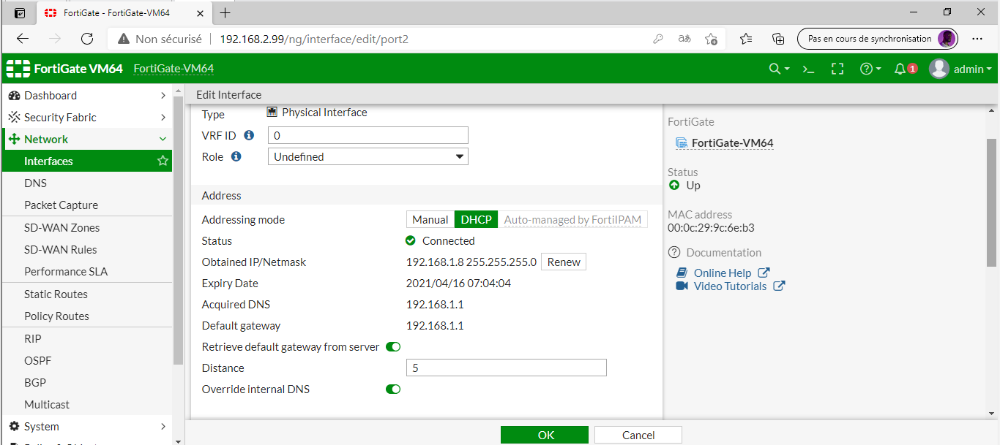 FortiGate - FortiGate-VM64
Non sécurisé 192.168.2.99/ng/interface/edit/port2
aあ
Pas en cours de synchronisation
FortiGate VM64 FortiGate-VM64
1 admin
Dashboard
Security Fabric
Network
Interfaces
DNS
Packet Capture
SD-WAN Zones
SD-WAN Rules
Performance SLA
Static Routes
Policy Routes
RIP
OSPF
BGP
Multicast
System
Edit Interface
Type Physical Interface
VRF ID 0
Role Undefined
Address
Addressing mode Manual DHCP Auto-managed by FortiIPAM
Status Connected
Obtained IP/Netmask 192.168.1.8 255.255.255.0 Renew
Expiry Date 2021/04/16 07:04:04
Acquired DNS 192.168.1.1
Default gateway 192.168.1.1
Retrieve default gateway from server
Distance 5
Override internal DNS
OK Cancel
FortiGate
FortiGate-VM64
Status
Up
MAC address
00:0c:29:9c:6e:b3
Documentation
Online Help
Video Tutorials